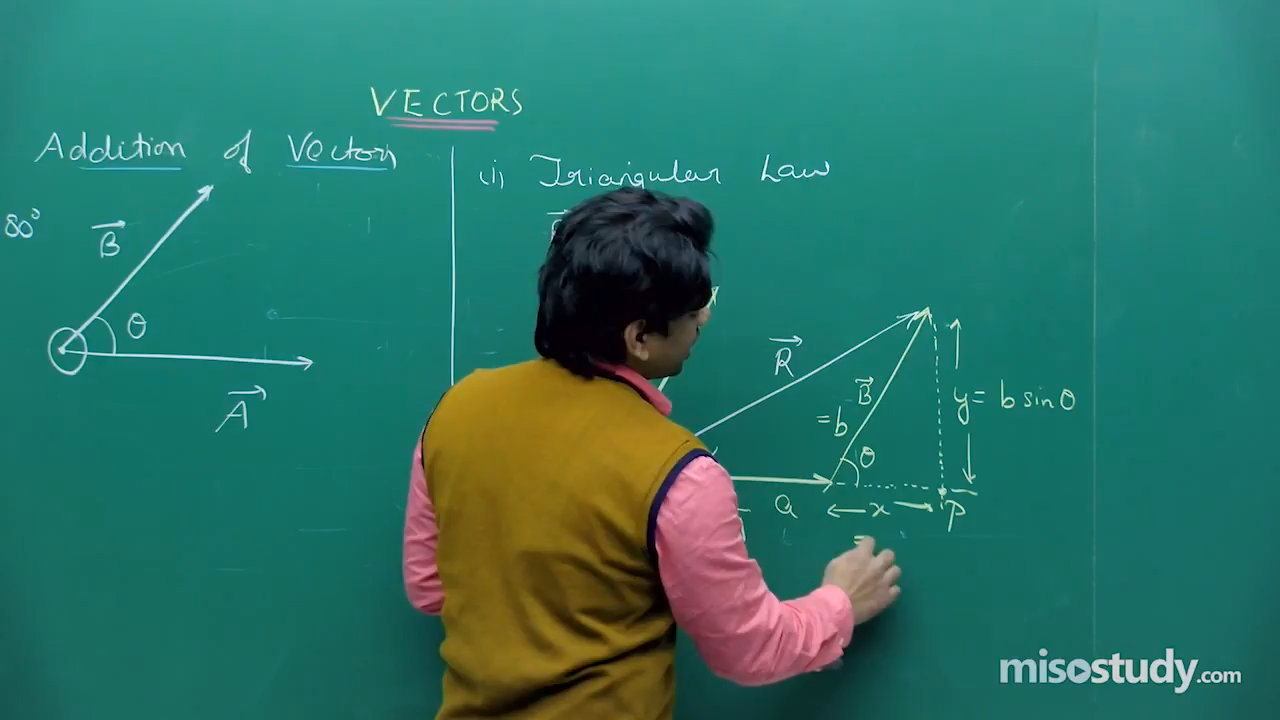 VECTORS
Addition of Vectors
80°
B
θ
A
(i) Triangular Law
R
B
= b
θ
y = b sin θ
a
x
P
=
misostudy.com